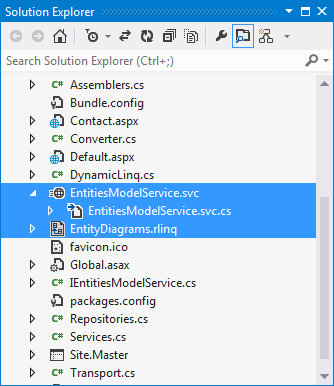 Solution Explorer
Search Solution Explorer (Ctrl+;)
C# Assemblers.cs
Bundle.config
Contact.aspx
C# Converter.cs
Default.aspx
C# DynamicLinq.cs
EntitiesModelService.svc
EntitiesModelService.svc.cs
EntityDiagrams.rlinq
favicon.ico
Global.asax
C# IEntitiesModelService.cs
packages.config
C# Repositories.cs
C# Services.cs
Site.Master
C# Transport.cs